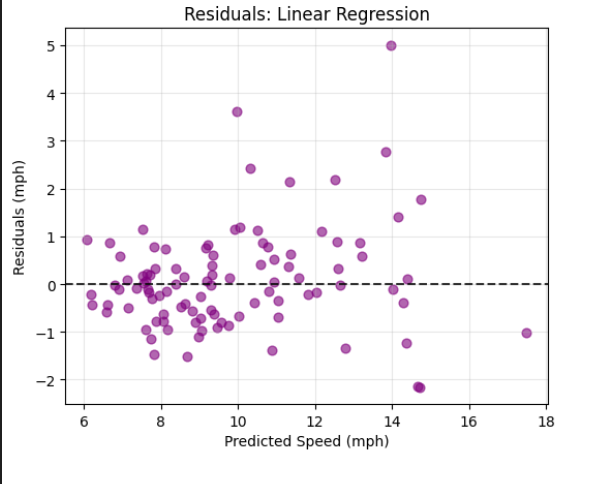 Residuals: Linear Regression
5
4
3
2
1
0
−1
−2
Residuals (mph)
6 8 10 12 14 16 18
Predicted Speed (mph)